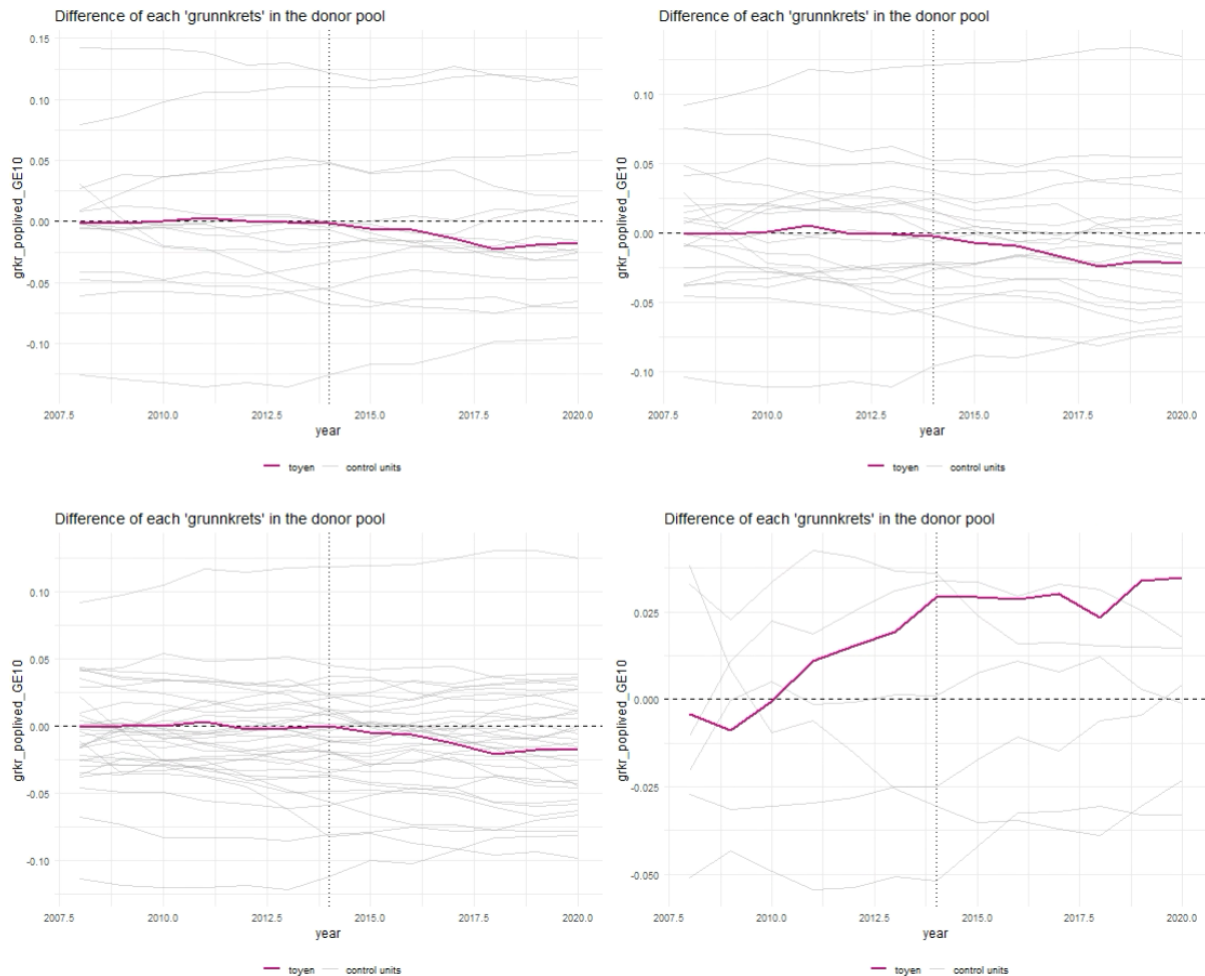 Difference of each 'grunnkrets' in the donor pool
grkr_poplived_GE10
0.15
0.10
0.05
0.00
-0.05
-0.10
2007.5 2010.0 2012.5 2015.0 2017.5 2020.0
year
toyen control units
Difference of each 'grunnkrets' in the donor pool
grkr_poplived_GE10
0.10
0.05
0.00
-0.05
-0.10
2007.5 2010.0 2012.5 2015.0 2017.5 2020.0
year
toyen control units
Difference of each 'grunnkrets' in the donor pool
grkr_poplived_GE10
0.10
0.05
0.00
-0.05
-0.10
2007.5 2010.0 2012.5 2015.0 2017.5 2020.0
year
toyen control units
Difference of each 'grunnkrets' in the donor pool
grkr_poplived_GE10
0.025
0.000
-0.025
-0.050
2007.5 2010.0 2012.5 2015.0 2017.5 2020.0
year
toyen control units